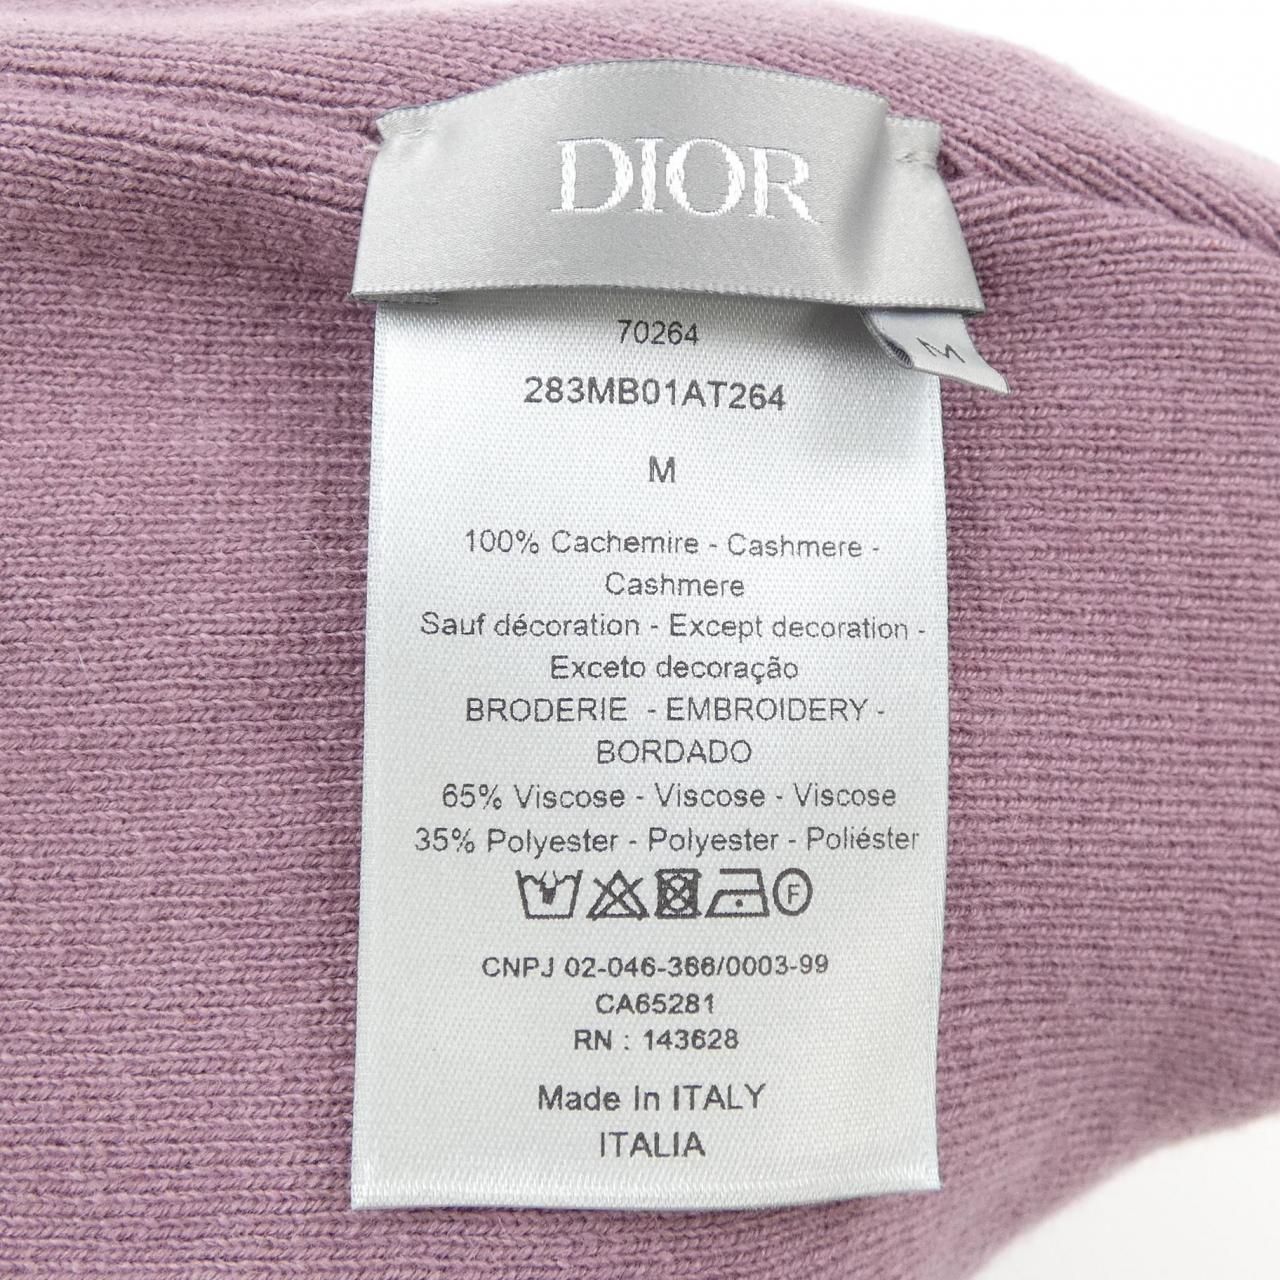 DIOR
M
70264
283MB01AT264
M
100% Cachemire - Cashmere -
Cashmere
Sauf décoration - Except decoration -
Exceto decoração
BRODERIE - EMBROIDERY -
BORDADO
65% Viscose - Viscose - Viscose
35% Polyester - Polyester - Poliéster
F
CNPJ 02-046-366/0003-99
CA65281
RN : 143628
Made In ITALY
ITALIA